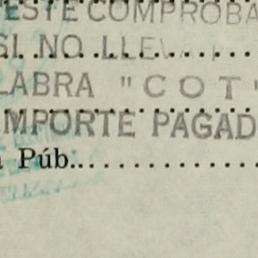 ESTE COMPROBA
SI NO LLEV
LABRA "COT"
IMPORTE PAGAD
a Púb..............